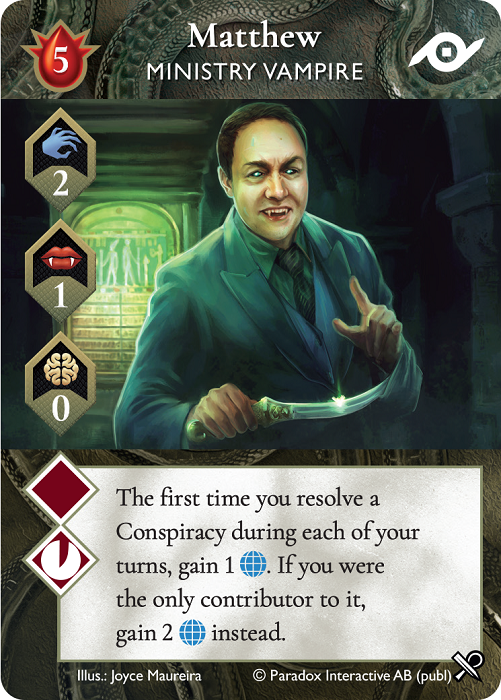 5
Matthew
MINISTRY VAMPIRE
2
1
0
The first time you resolve a
Conspiracy during each of your
turns, gain 1 . If you were
the only contributor to it,
gain 2 instead.
Illus.: Joyce Maureira
© Paradox Interactive AB (publ)